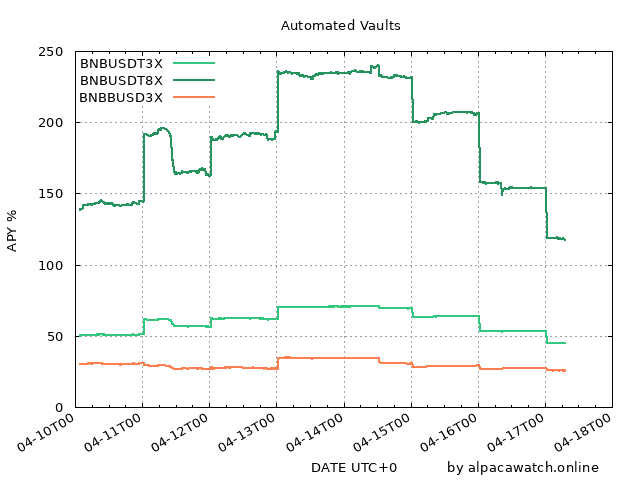 Automated Vaults
BNBUSDT3X
BNBUSDT8X
BNBBUSD3X
APY %
250
200
150
100
50
0
04-10T00
04-11T00
04-12T00
04-13T00
04-14T00
04-15T00
04-16T00
04-17T00
04-18T00
DATE UTC+0
by alpacawatch.online